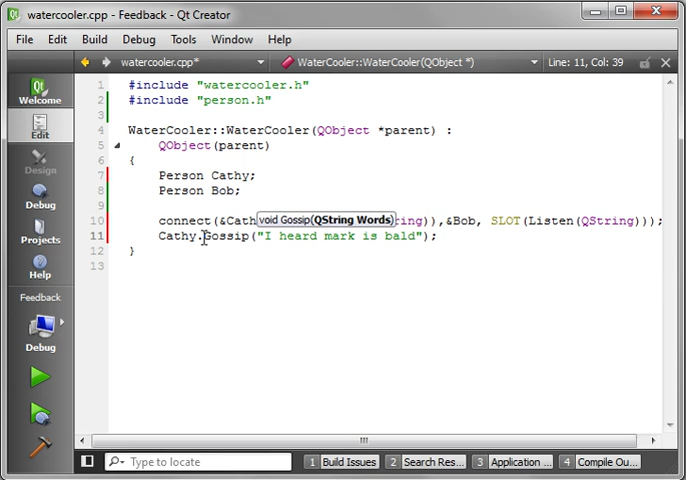 watercooler.cpp - Feedback - Qt Creator
File Edit Build Debug Tools Window Help
watercooler.cpp* WaterCooler::WaterCooler(QObject *) Line: 11, Col: 39
Qt
Welcome
Edit
Design
Debug
Projects
Help
Feedback
Debug
1 #include "watercooler.h"
2 #include "person.h"
3
4 WaterCooler::WaterCooler(QObject *parent) :
5 QObject(parent)
6 {
7 Person Cathy;
8 Person Bob;
9
void Gossip(QString Words)
10 connect(&Cath ring)),&Bob, SLOT(Listen(QString)));
11 Cathy.Gossip("I heard mark is bald");
12 }
13
Type to locate 1 Build Issues 2 Search Res... 3 Application ... 4 Compile Ou...